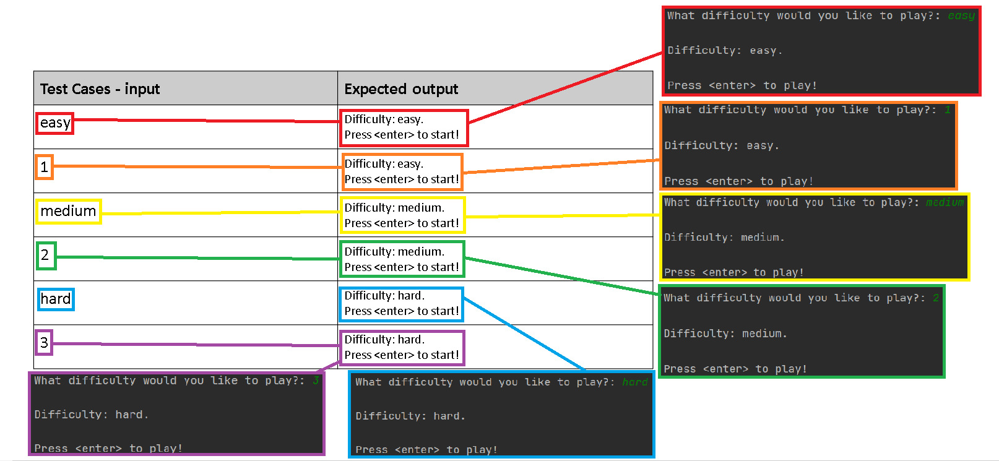 Test Cases - input
Expected output
easy
Difficulty: easy.
Press <enter> to start!
1
Difficulty: easy.
Press <enter> to start!
medium
Difficulty: medium.
Press <enter> to start!
2
Difficulty: medium.
Press <enter> to start!
hard
Difficulty: hard.
Press <enter> to start!
3
Difficulty: hard.
Press <enter> to start!
What difficulty would you like to play?: easy
Difficulty: easy.
Press <enter> to play!
What difficulty would you like to play?: 1
Difficulty: easy.
Press <enter> to play!
What difficulty would you like to play?: medium
Difficulty: medium.
Press <enter> to play!
What difficulty would you like to play?: 2
Difficulty: medium.
Press <enter> to play!
What difficulty would you like to play?: 3
Difficulty: hard.
Press <enter> to play!
What difficulty would you like to play?: hard
Difficulty: hard.
Press <enter> to play!